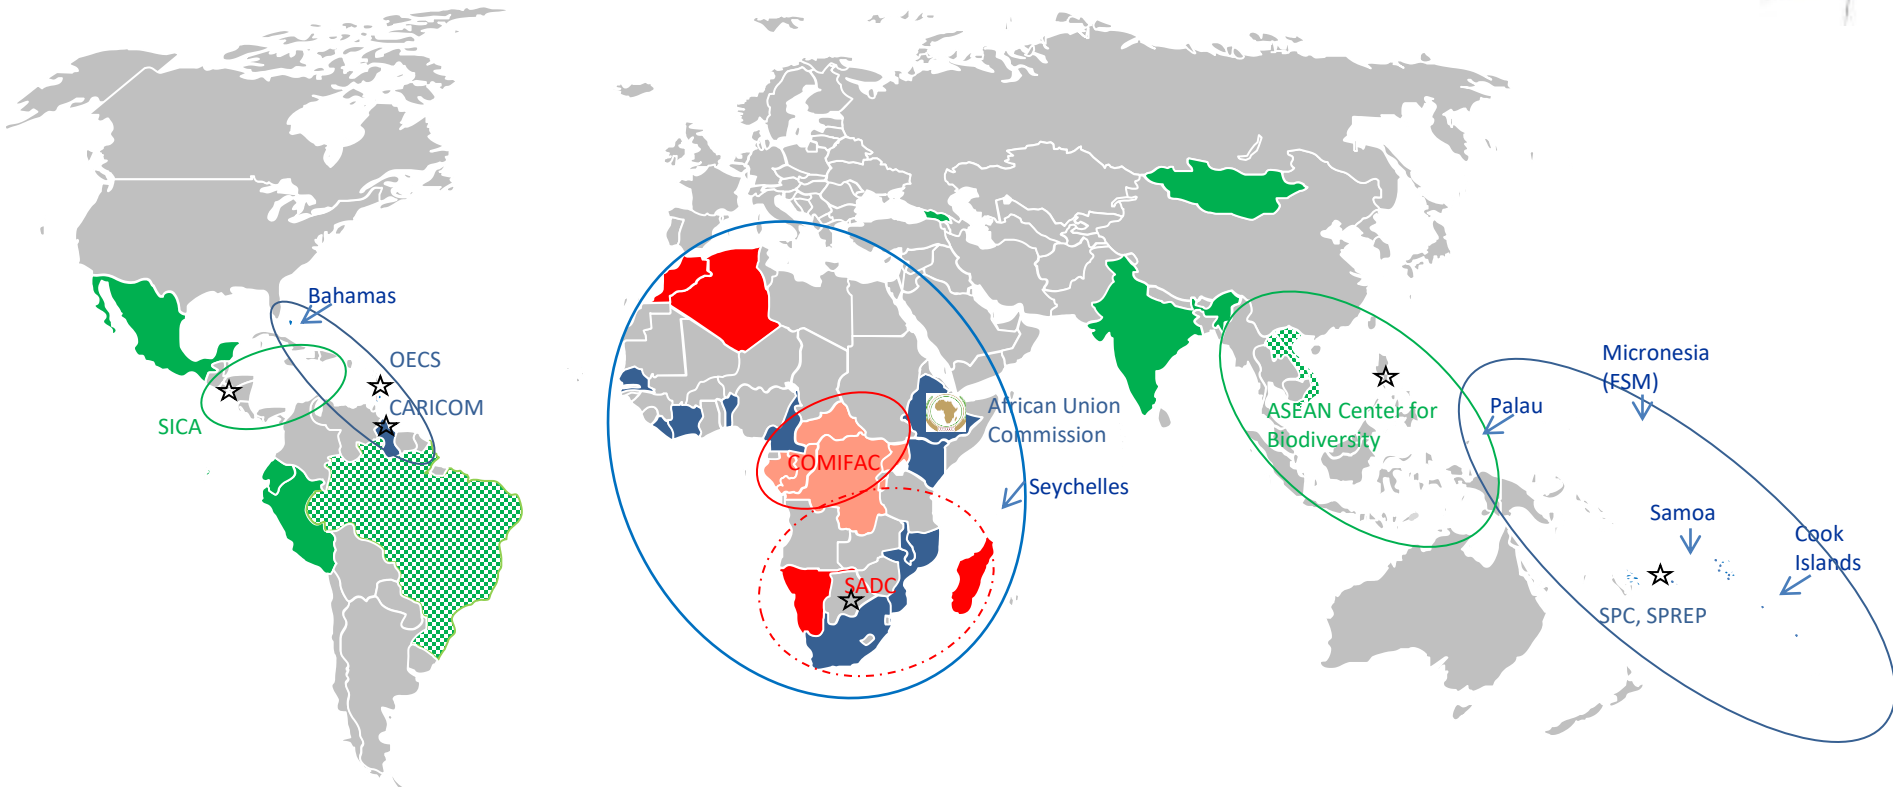 Bahamas
OECS
CARICOM
SICA
African Union
Commission
COMIFAC
Seychelles
SADC
ASEAN Center for
Biodiversity
Micronesia
(FSM)
Palau
Samoa
Cook
Islands
SPC, SPREP